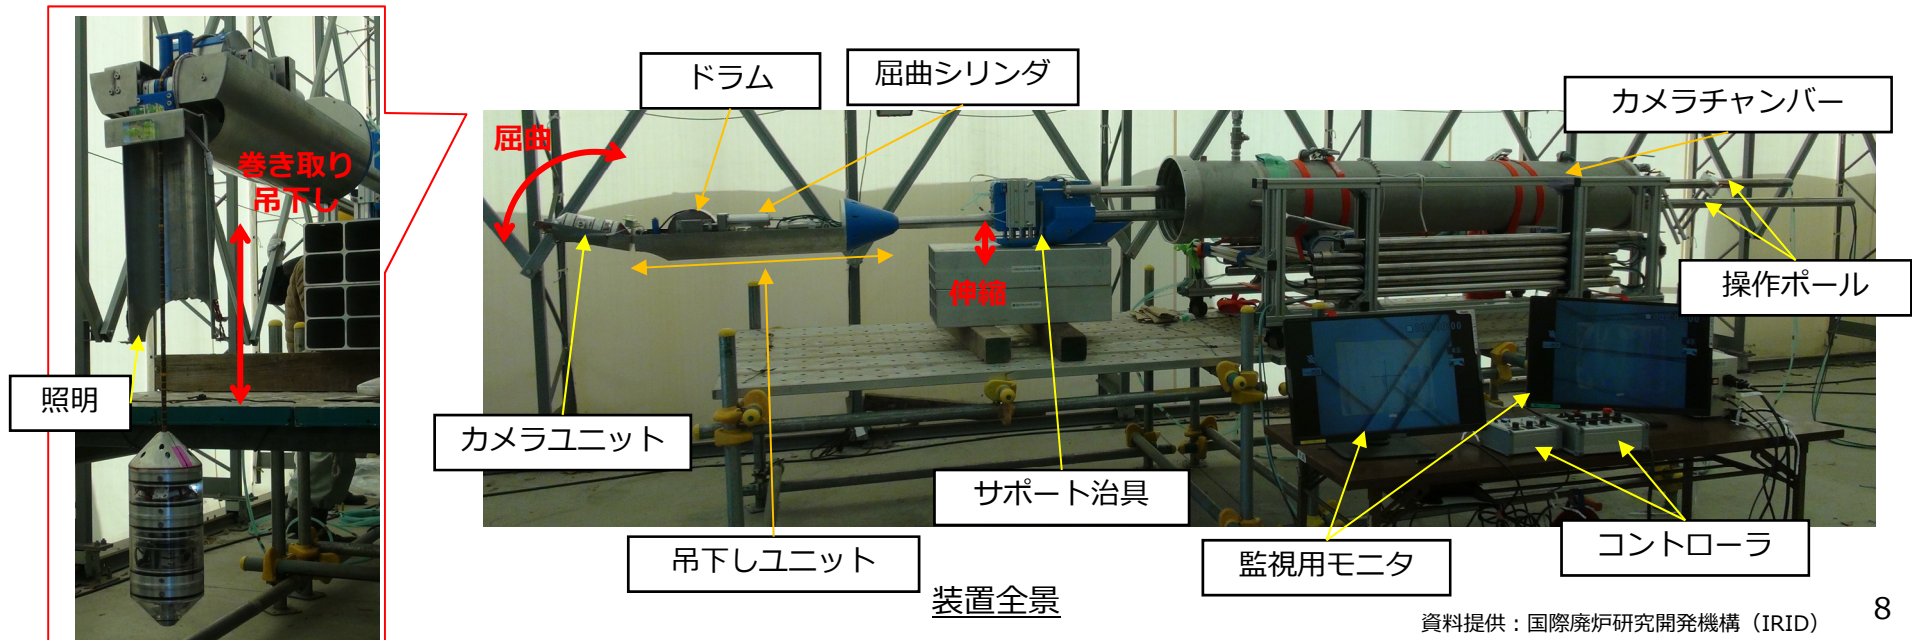 ドラム
屈曲シリンダ
カメラチャンバー
屈曲
巻き取り
吊下し
操作ポール
伸縮
照明
カメラユニット
サポート治具
吊下しユニット
監視用モニタ
コントローラ
装置全景
資料提供：国際廃炉研究開発機構（IRID）
8